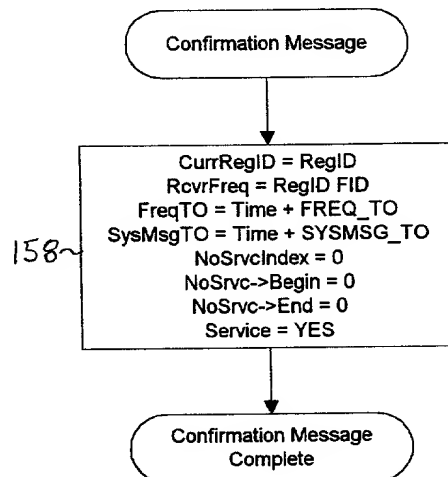 Confirmation Message
CurrRegID = RegID
RcvrFreq = RegID FID
FreqTO = Time + FREQ_TO
SysMsgTO = Time + SYSMSG_TO
158
NoSrvcIndex = 0
NoSrvc->Begin = 0
NoSrvc->End = 0
Service = YES
Confirmation Message
Complete